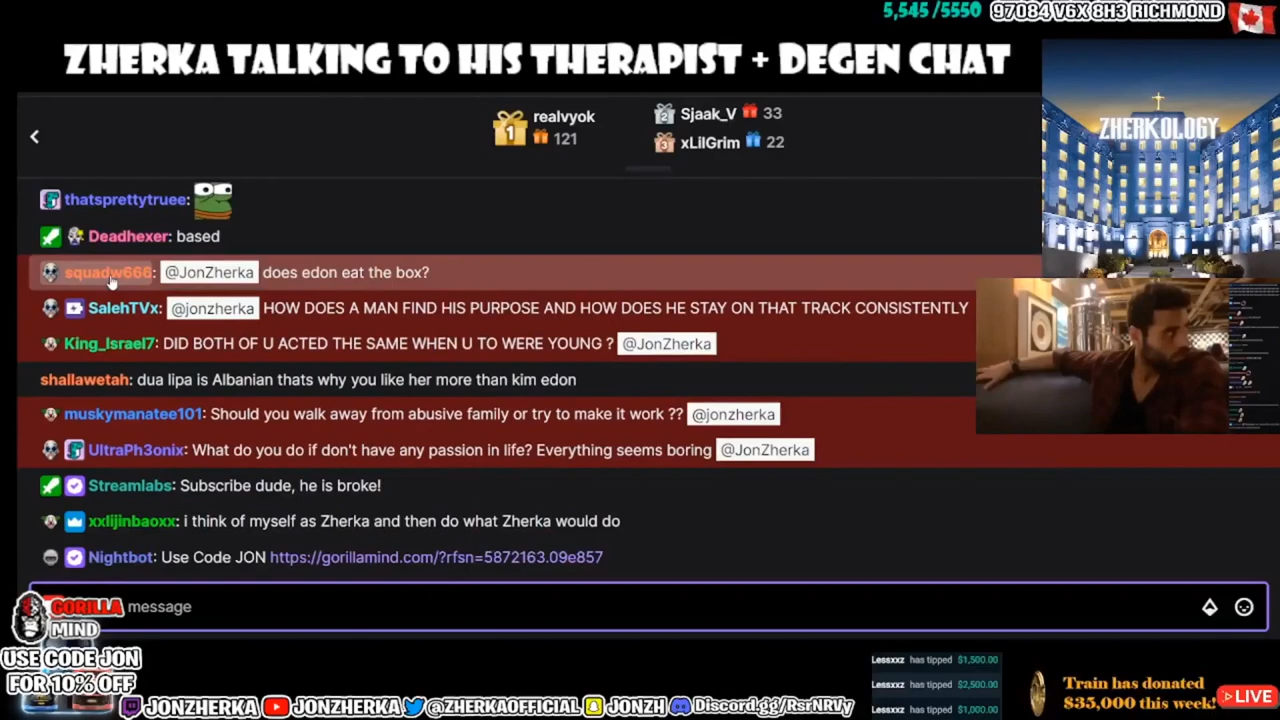 5,545 /5550
97084 V6X 8H3 RICHMOND
ZHERKA TALKING TO HIS THERAPIST + DEGEN CHAT
ZHERKOLOGY
1 realvyok
121
2 Sjaak_V 33
3 xLilGrim 22
thatsprettytruee:
Deadhexer: based
squadw666: @JonZherka does edon eat the box?
SalehTVx: @jonzherka HOW DOES A MAN FIND HIS PURPOSE AND HOW DOES HE STAY ON THAT TRACK CONSISTENTLY
King_Israel7: DID BOTH OF U ACTED THE SAME WHEN U TO WERE YOUNG ? @JonZherka
shallawetah: dua lipa is Albanian thats why you like her more than kim edon
muskymanatee101: Should you walk away from abusive family or try to make it work ?? @jonzherka
UltraPh3onix: What do you do if don't have any passion in life? Everything seems boring @JonZherka
Streamlabs: Subscribe dude, he is broke!
xxlijinbaoxx: i think of myself as Zherka and then do what Zherka would do
Nightbot: Use Code JON https://gorillamind.com/?rfsn=5872163.09e857
message
GORILLA
MIND
USE CODE JON
FOR 10% OFF
JONZHERKA JONZHERKA @ZHERKAOFFICIAL JONZH Discord.gg/RsrNRVy
Lessxxz has tipped $1,500.00
Lessxxz has tipped $2,500.00
Lessxxz has tipped $1,000.00
Train has donated
$35,000 this week!
LIVE